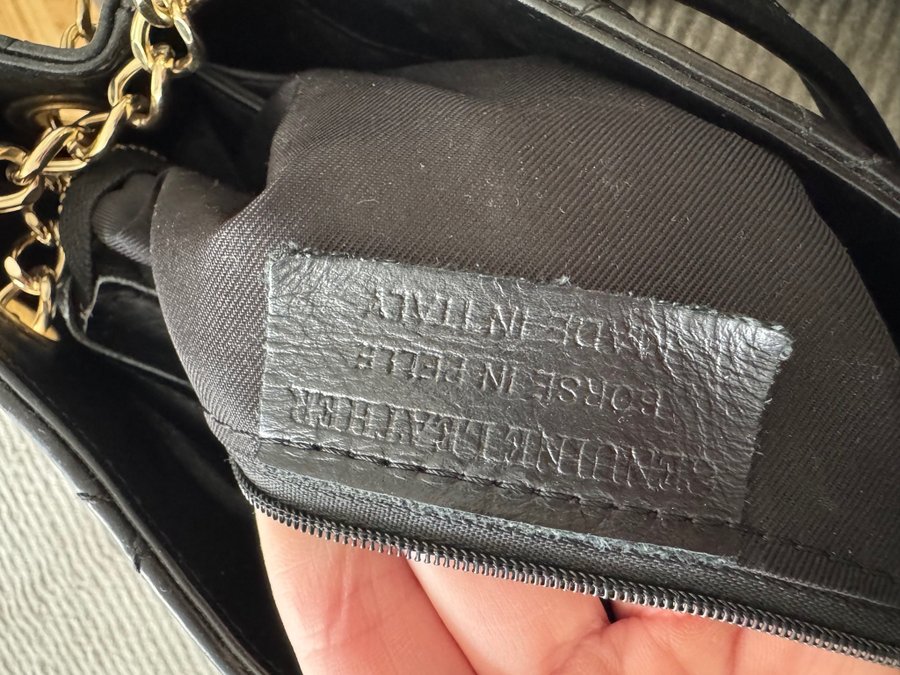 GENUINE LEATHER
BORSE IN PELLE
MADE IN ITALY